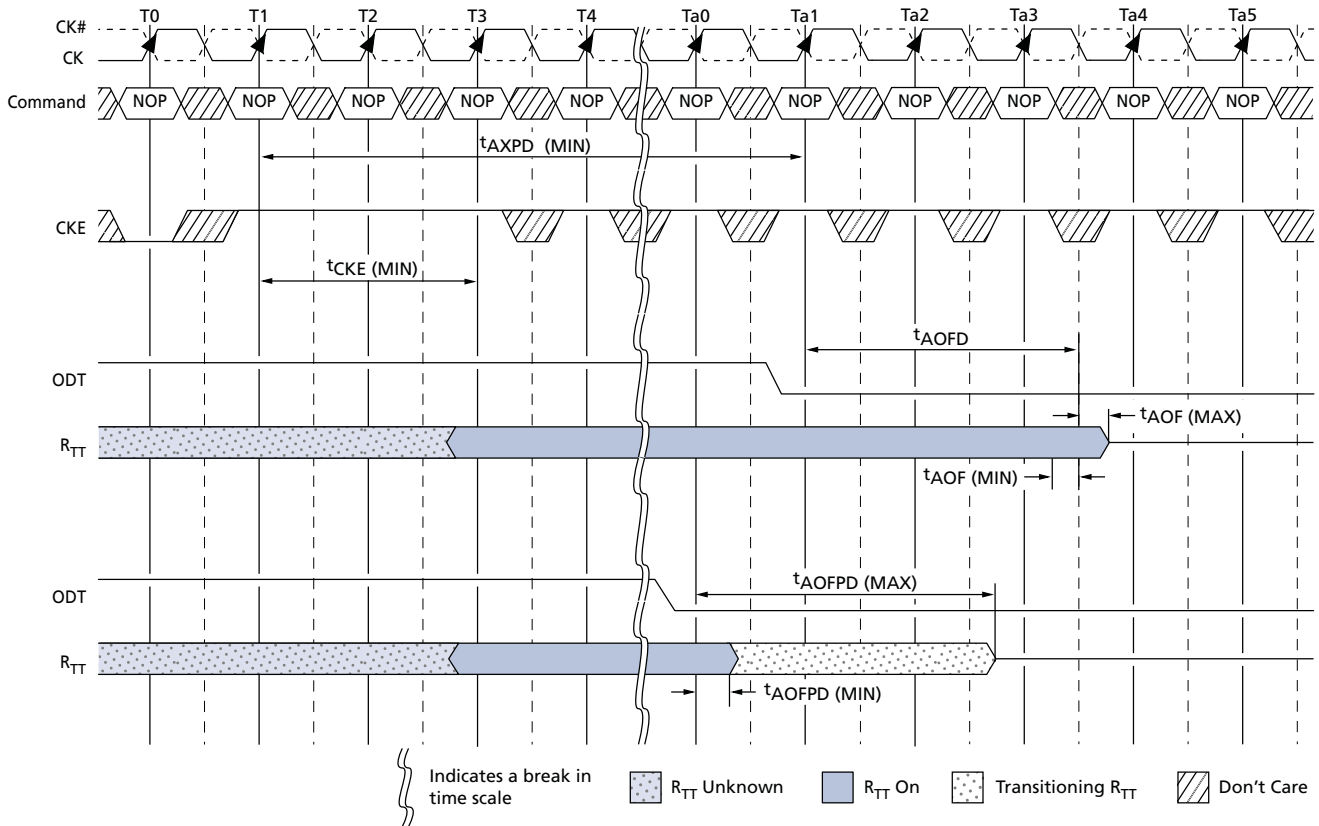 T0 T1 T2 T3 T4 Ta0 Ta1 Ta2 Ta3 Ta4 Ta5
CK#
CK
Command NOP NOP NOP NOP NOP NOP NOP NOP NOP NOP NOP
tAXPD (MIN)
CKE
tCKE (MIN)
tAOFD
ODT
tAOF (MAX)
RTT
tAOF (MIN)
tAOFPD (MAX)
ODT
RTT
tAOFPD (MIN)
Indicates a break in
time scale
RTT Unknown
RTT On
Transitioning RTT
Don't Care